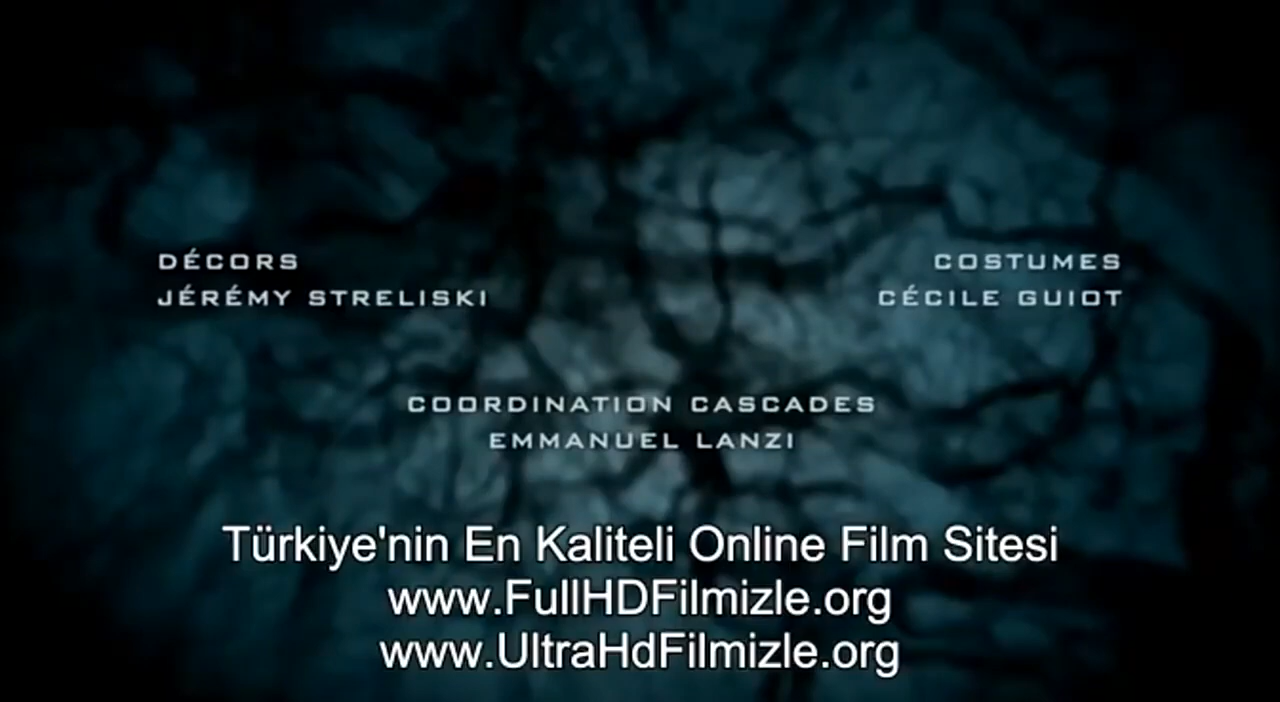 DÉCORS
JÉRÉMY STRELISKI
COSTUMES
CÉCILE GUIOT
COORDINATION CASCADES
EMMANUEL LANZI
Türkiye'nin En Kaliteli Online Film Sitesi
www.FullHDFilmizle.org
www.UltraHdFilmizle.org